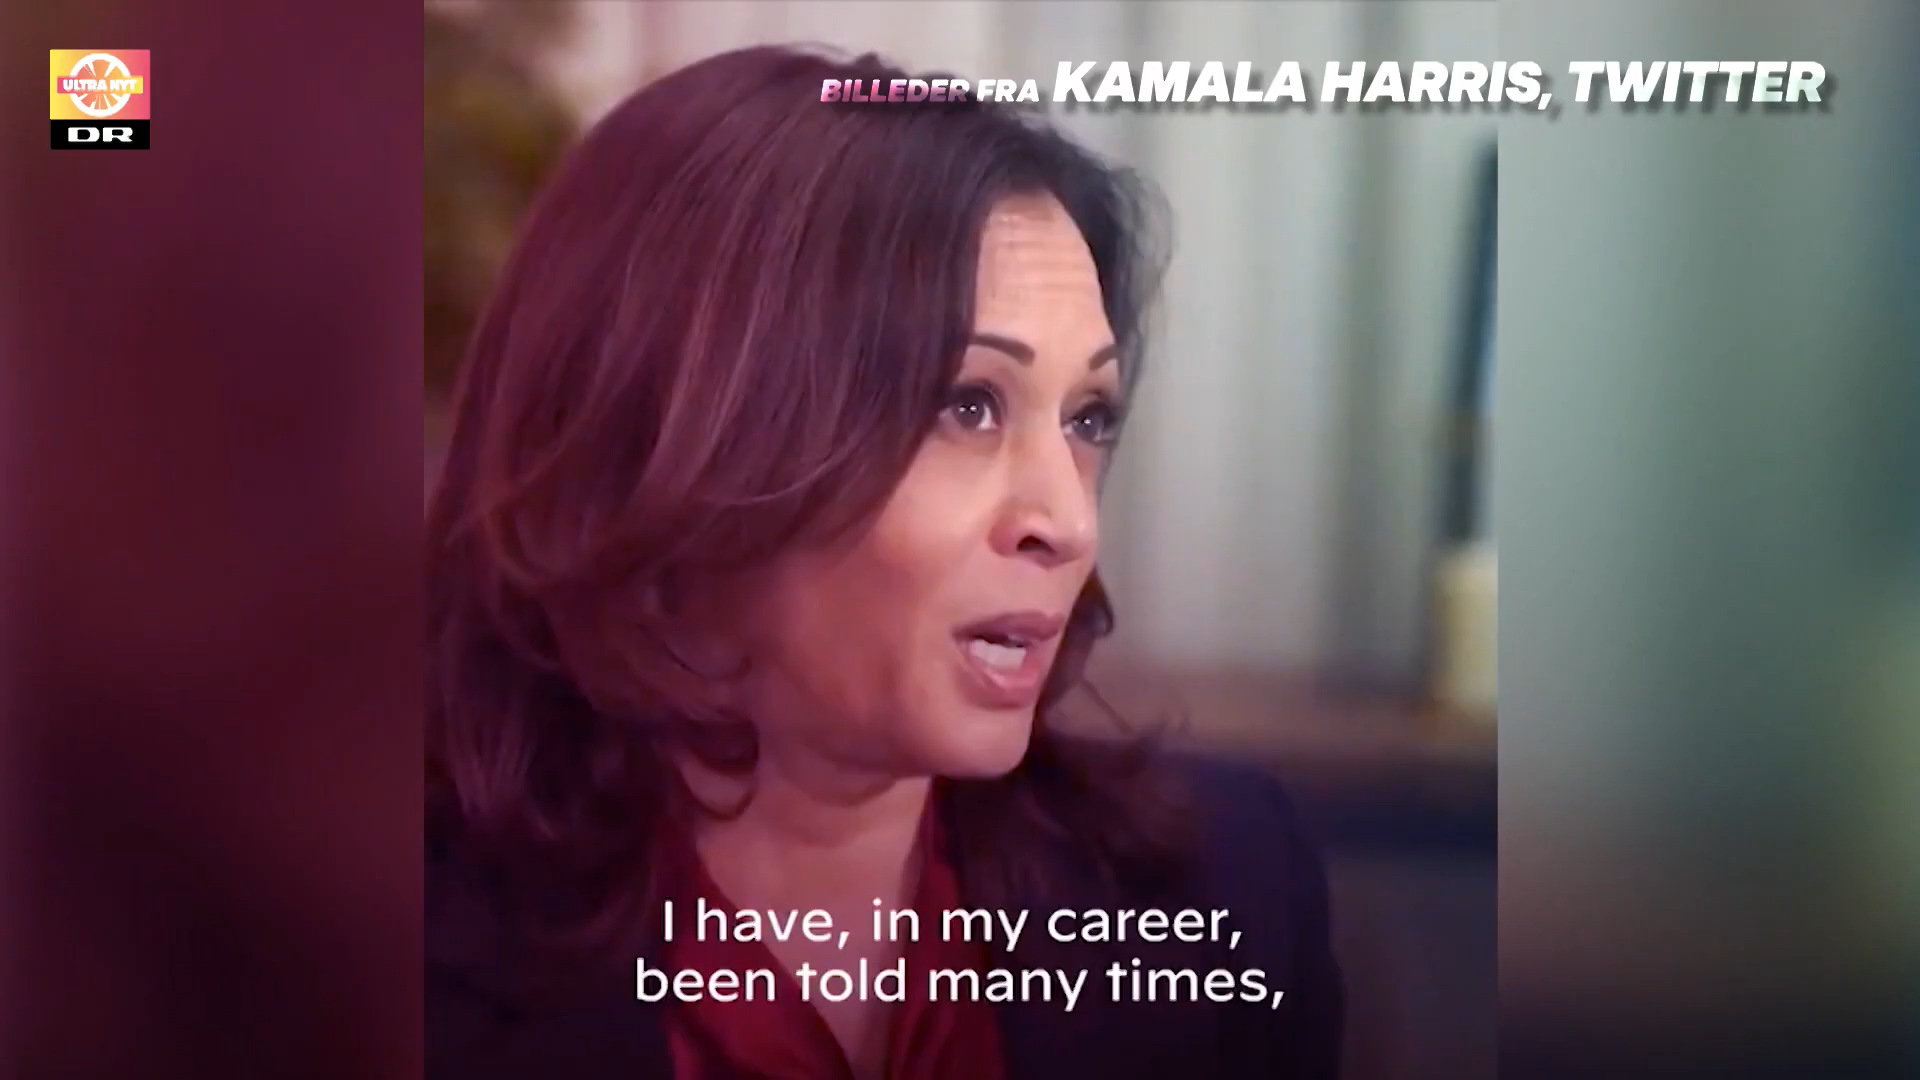 ULTRA NYT
DR
BILLEDER FRA KAMALA HARRIS, TWITTER
I have, in my career,
been told many times,